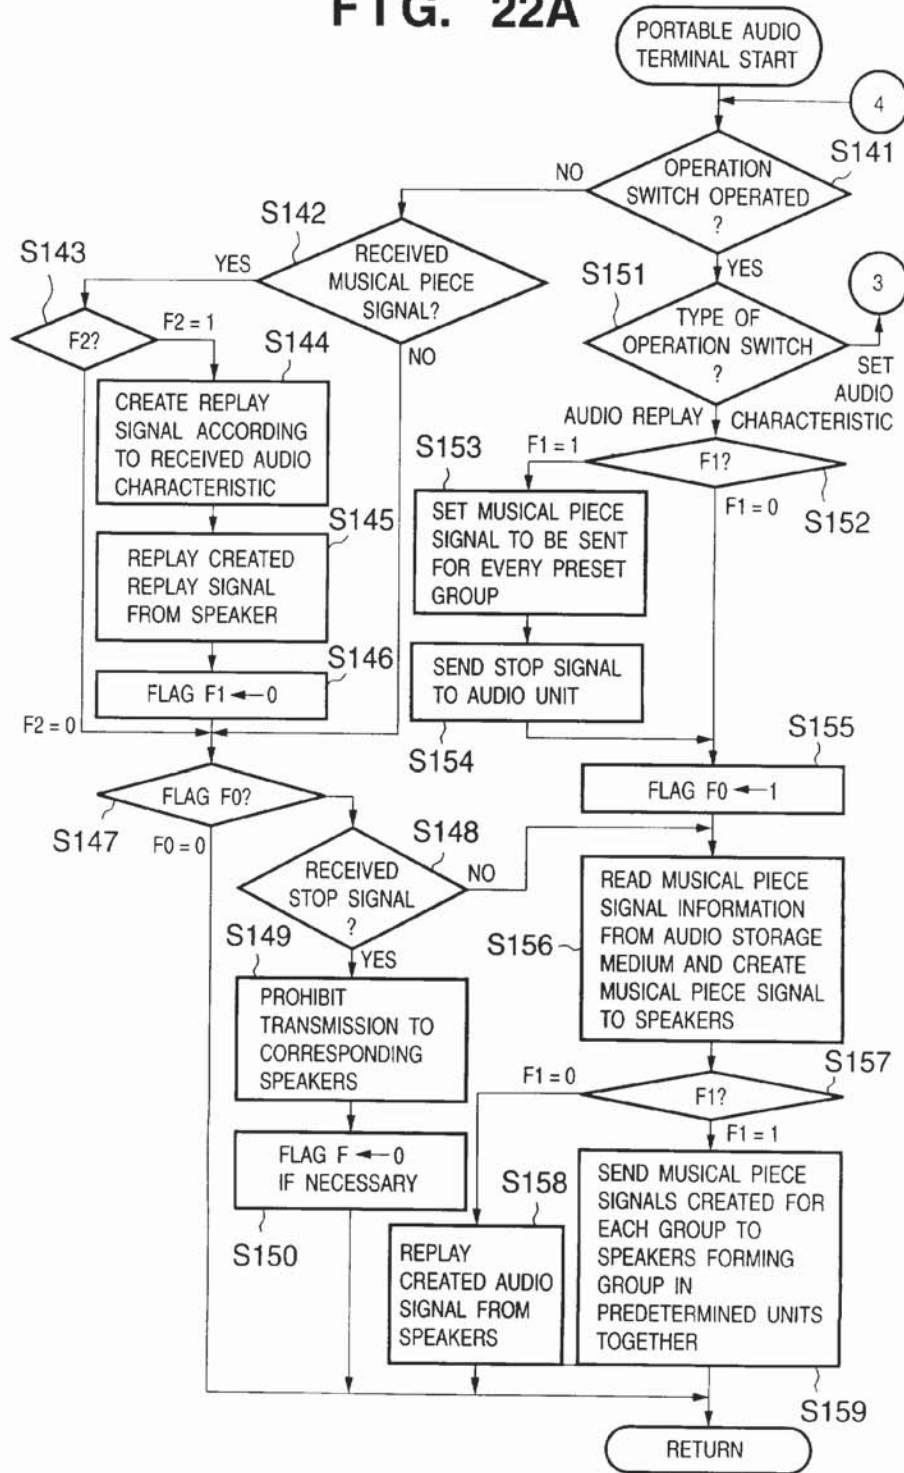 FIG. 22A
PORTABLE AUDIO
TERMINAL START
4
S141
OPERATION
SWITCH OPERATED
?
NO
YES
S142
RECEIVED
MUSICAL PIECE
SIGNAL?
YES
NO
S143
F2?
F2 = 1
F2 = 0
S144
CREATE REPLAY
SIGNAL ACCORDING
TO RECEIVED AUDIO
CHARACTERISTIC
S145
REPLAY CREATED
REPLAY SIGNAL
FROM SPEAKER
S146
FLAG F1 ← 0
S151
TYPE OF
OPERATION SWITCH
?
3
SET
AUDIO
CHARACTERISTIC
AUDIO REPLAY
F1?
S152
F1 = 1
F1 = 0
S153
SET MUSICAL PIECE
SIGNAL TO BE SENT
FOR EVERY PRESET
GROUP
SEND STOP SIGNAL
TO AUDIO UNIT
S154
S155
FLAG F0 ← 1
FLAG F0?
S147
F0 = 0
S148
RECEIVED
STOP SIGNAL
?
NO
YES
S149
PROHIBIT
TRANSMISSION TO
CORRESPONDING
SPEAKERS
FLAG F ← 0
IF NECESSARY
S150
S156
READ MUSICAL PIECE
SIGNAL INFORMATION
FROM AUDIO STORAGE
MEDIUM AND CREATE
MUSICAL PIECE SIGNAL
TO SPEAKERS
S157
F1?
F1 = 0
F1 = 1
S158
REPLAY
CREATED AUDIO
SIGNAL FROM
SPEAKERS
SEND MUSICAL PIECE
SIGNALS CREATED FOR
EACH GROUP TO
SPEAKERS FORMING
GROUP IN
PREDETERMINED UNITS
TOGETHER
S159
RETURN